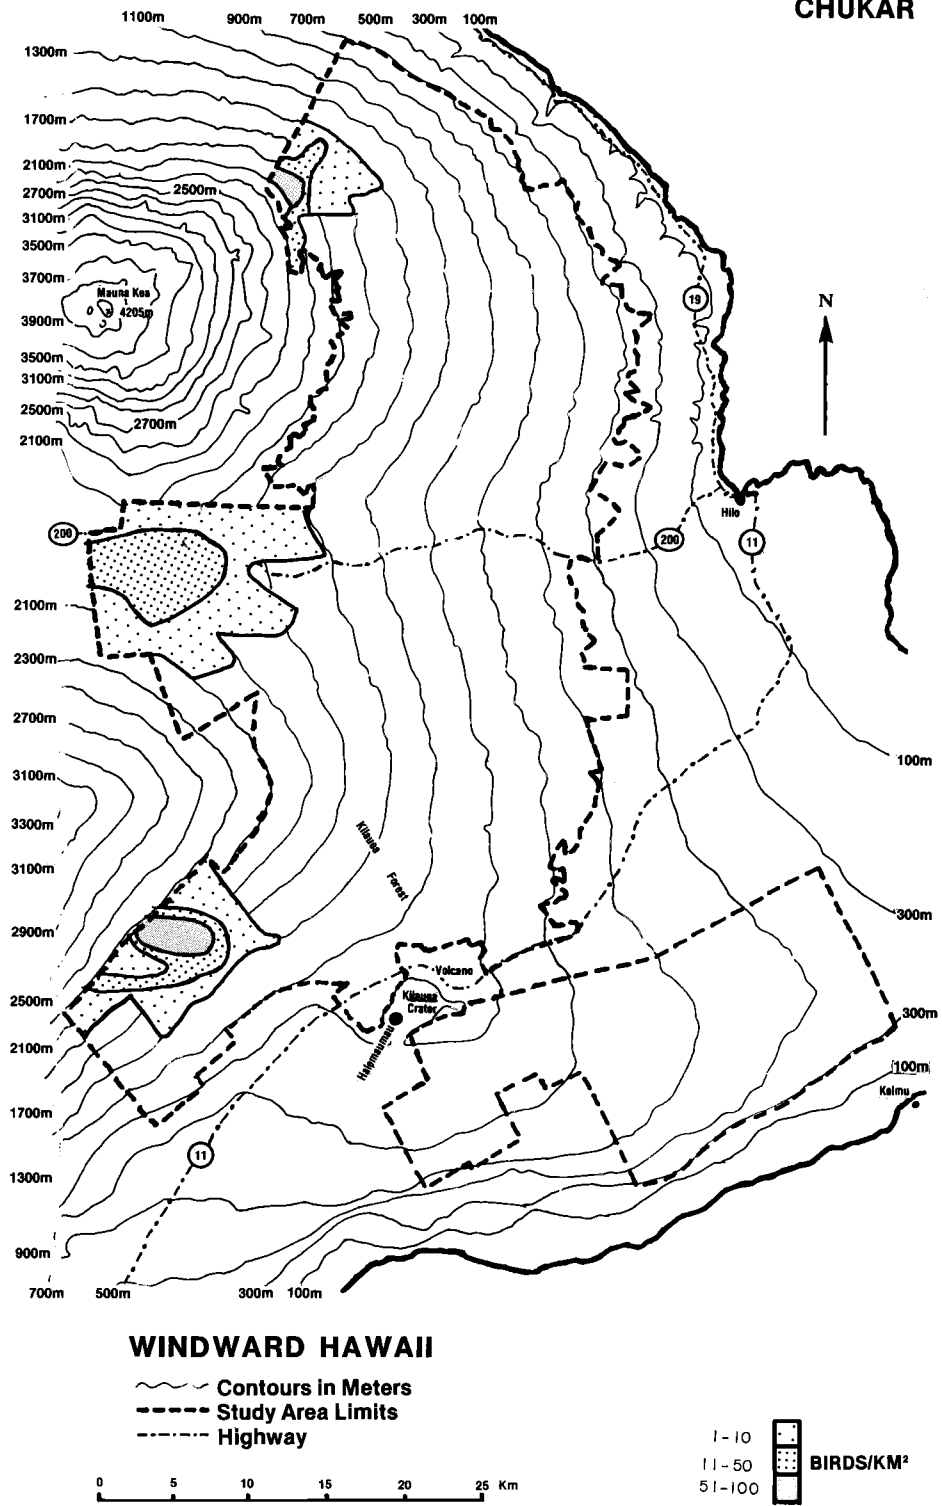 CHUKAR
1100m
900m
700m
500m
300m
100m
1300m
1700m
2100m
2700m
2500m
3100m
3500m
3700m
Mauna Kea
4205m
3900m
3500m
3100m
2500m
2700m
2100m
19
N
Hilo
200
200
11
2100m
2300m
2700m
100m
3100m
3300m
Kilauea
Forest
3100m
2900m
300m
Volcano
2500m
Kilauea
Crater
300m
Halemaumau
2100m
100m
Kalmu
1700m
11
1300m
900m
700m
500m
300m
100m
WINDWARD HAWAII
Contours in Meters
Study Area Limits
Highway
1-10
11-50
BIRDS/KM²
51-100
0 5 10 15 20 25 Km